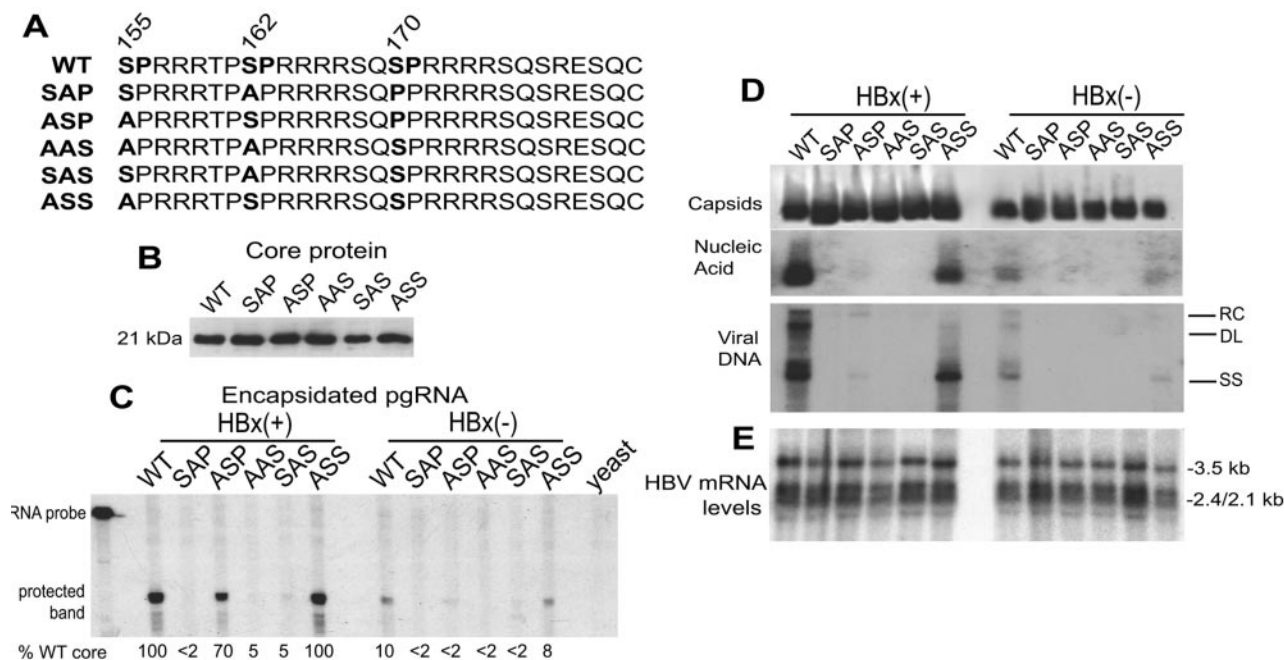 A
155 162 170
WT SPRRRTPSPRRRRSQSPRRRRSQSRESQC
SAP SPRRRTPAPRRRRSQPPRRRRSQSRESQC
ASP APRRRTPSPRRRRSQPPRRRRSQSRESQC
AAS APRRRTPAPRRRRSQSPRRRRSQSRESQC
SAS SPRRRTPAPRRRRSQSPRRRRSQSRESQC
ASS APRRRTPSPRRRRSQSPRRRRSQSRESQC
B Core protein
WT SAP ASP AAS SAS ASS
21 kDa
C Encapsidated pgRNA
HBx(+) HBx(-)
WT SAP ASP AAS SAS ASS WT SAP ASP AAS SAS ASS yeast
RNA probe
protected
band
% WT core 100 <2 70 5 5 100 10 <2 <2 <2 <2 8
D
HBx(+) HBx(-)
WT SAP ASP AAS SAS ASS WT SAP ASP AAS SAS ASS
Capsids
Nucleic
Acid
Viral
DNA
RC
DL
SS
E
HBV mRNA
levels
-3.5 kb
-2.4/2.1 kb